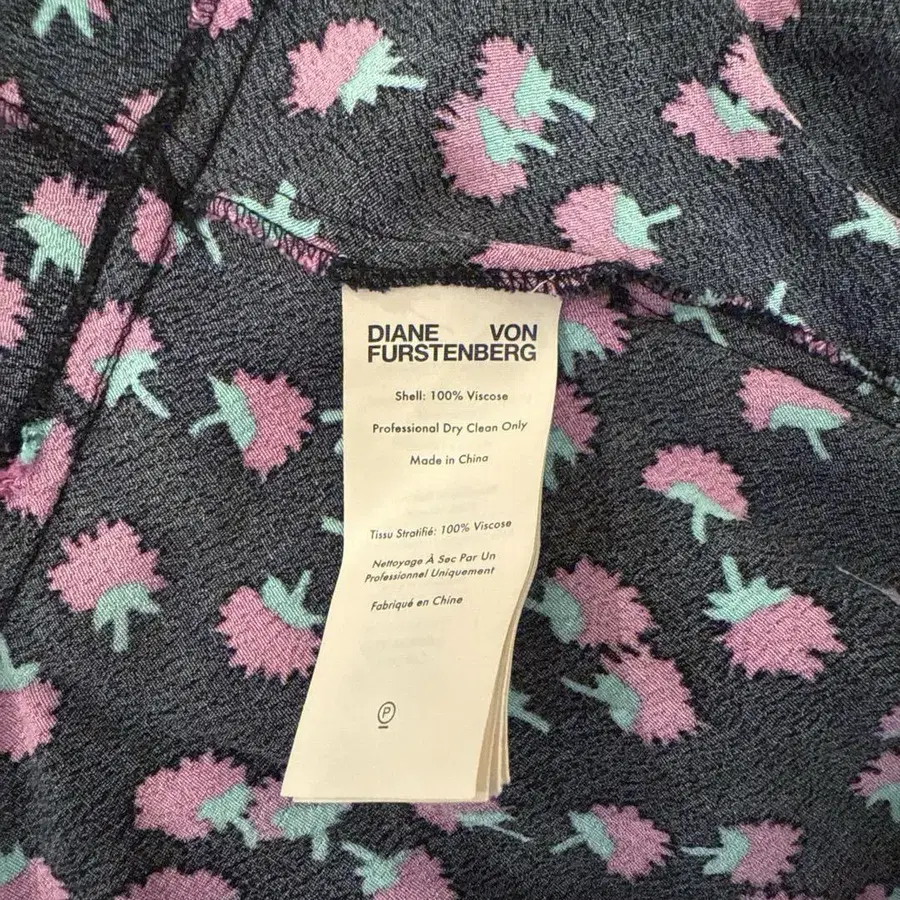 DIANE VON
FURSTENBERG
Shell: 100% Viscose
Professional Dry Clean Only
Made in China
Tissu Stratifié: 100% Viscose
Nettoyage À Sec Par Un
Professionnel Uniquement
Fabriqué en Chine
P